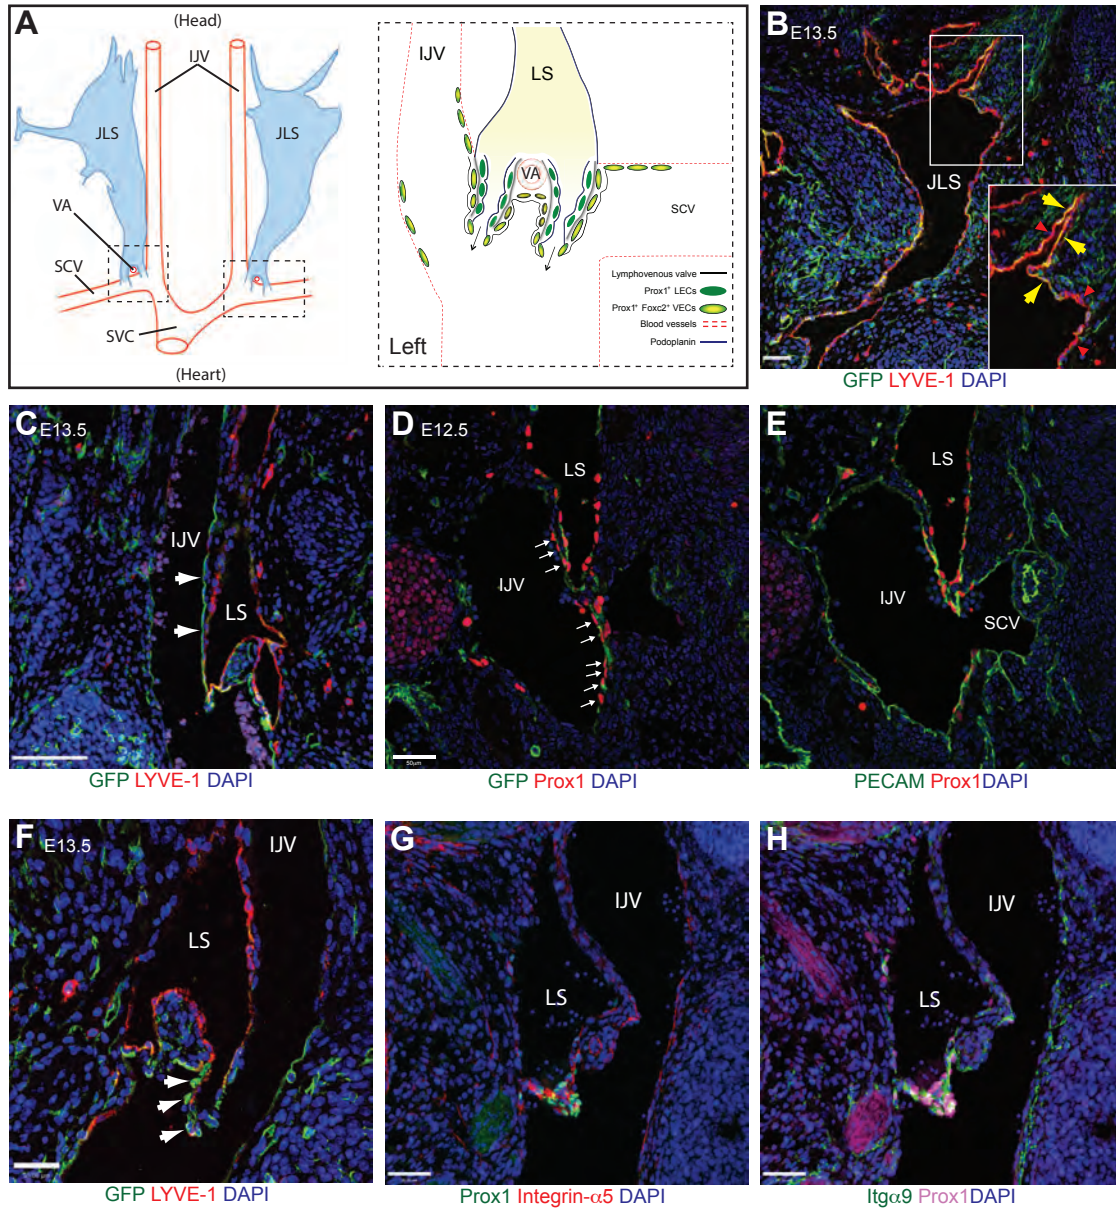 A
(Head)
IJV
JLS
JLS
VA
SCV
SVC
(Heart)
IJV
LS
VA
SCV
Lymphovenous valve
Prox1+ LECs
Prox1+ Foxc2+ VECs
Blood vessels
Podoplanin
Left
B E13.5
JLS
GFP LYVE-1 DAPI
C E13.5
IJV
LS
GFP LYVE-1 DAPI
D E12.5
LS
IJV
50µm
GFP Prox1 DAPI
E
LS
IJV
SCV
PECAM Prox1DAPI
F E13.5
IJV
LS
GFP LYVE-1 DAPI
G
IJV
LS
Prox1 Integrin-α5 DAPI
H
IJV
LS
Itgα9 Prox1DAPI